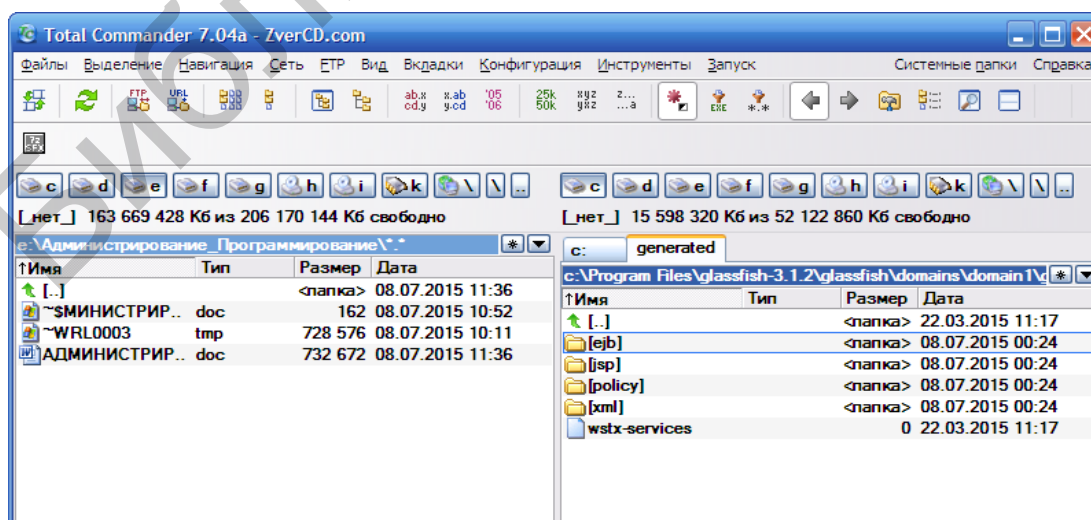 Total Commander 7.04a - ZverCD.com
Файлы Выделение Навигация Сеть FTP Вид Вкладки Конфигурация Инструменты Запуск Системные папки Справка
FTP URL ab.x cd.y x.ab y.cd '05 '06 25k 50k xyz yxz z... ...a EXE *.*
SFX
c d e f g h i k \ \ ..
[_нет_] 163 669 428 Кб из 206 170 144 Кб свободно
e:\Администрирование_Программирование\*.*
↑Имя Тип Размер Дата
[..] <папка> 08.07.2015 11:36
~$МИНИСТРИР.. doc 162 08.07.2015 10:52
~WRL0003 tmp 728 576 08.07.2015 10:11
АДМИНИСТРИР.. doc 732 672 08.07.2015 11:36
c d e f g h i k \ \ ..
[_нет_] 15 598 320 Кб из 52 122 860 Кб свободно
c: generated
c:\Program Files\glassfish-3.1.2\glassfish\domains\domain1\g
↑Имя Тип Размер Дата
[..] <папка> 22.03.2015 11:17
[ejb] <папка> 08.07.2015 00:24
[jsp] <папка> 08.07.2015 00:24
[policy] <папка> 08.07.2015 00:24
[xml] <папка> 08.07.2015 00:24
wstx-services 0 22.03.2015 11:17